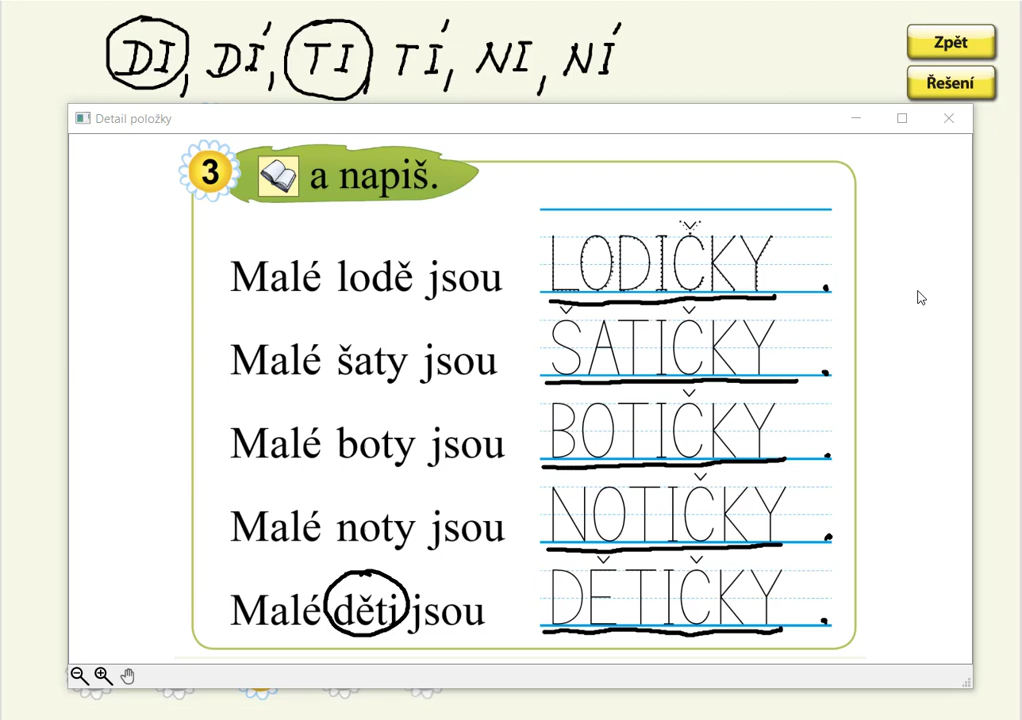 DI, DÍ, TI, TÍ, NI, NÍ
Zpět
Řešení
Detail položky
3 a napiš.
Malé lodě jsou LODIČKY.
Malé šaty jsou ŠATIČKY.
Malé boty jsou BOTIČKY.
Malé noty jsou NOTIČKY.
Malé děti jsou DĚTIČKY.